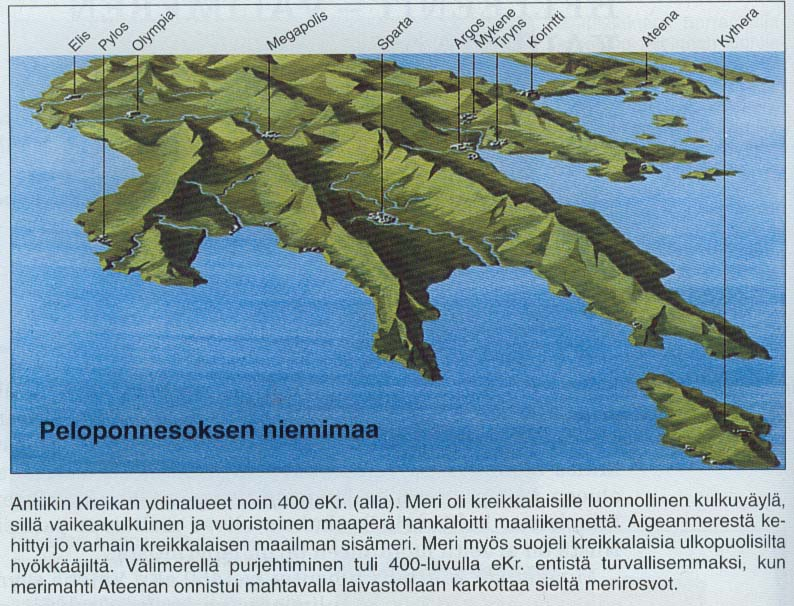 Elis
Pylos
Olympia
Megapolis
Sparta
Argos
Mykene
Tiryns
Korintti
Ateena
Kythera
Peloponnesoksen niemimaa
Antiikin Kreikan ydinalueet noin 400 eKr. (alla). Meri oli kreikkalaisille luonnollinen kulkuväylä,
sillä vaikeakulkuinen ja vuoristoinen maaperä hankaloitti maaliikennettä. Aigeanmerestä ke-
hittyi jo varhain kreikkalaisen maailman sisämeri. Meri myös suojeli kreikkalaisia ulkopuolisilta
hyökkääjiltä. Välimerellä purjehtiminen tuli 400-luvulla eKr. entistä turvallisemmaksi, kun
merimahti Ateenan onnistui mahtavalla laivastollaan karkottaa sieltä merirosvot.